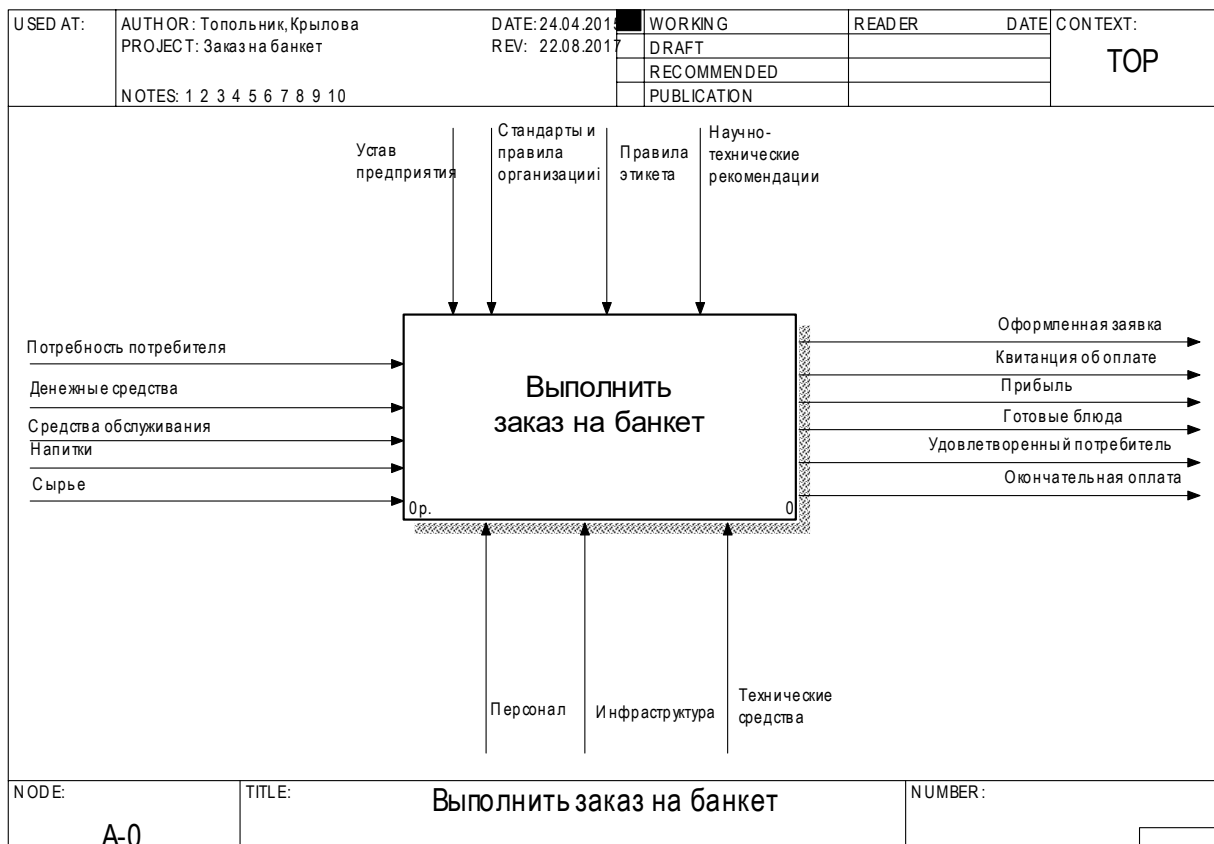 USED AT:
AUTHOR: Топольник,Крылова
DATE: 24.04.201
WORKING
READER
DATE
CONTEXT:
PROJECT: Заказ на банкет
REV: 22.08.2017
DRAFT
TOP
RECOMMENDED
NOTES: 1 2 3 4 5 6 7 8 9 10
PUBLICATION
Устав
предприятия
Стандарты и
правила
организацииі
Правила
этикета
Научно-
технические
рекомендации
Потребность потребителя
Денежные средства
Средства обслуживания
Напитки
Сырье
Выполнить
заказ на банкет
0р.
0
Оформленная заявка
Квитанция об оплате
Прибыль
Готовые блюда
Удовлетворенный потребитель
Окончательная оплата
Персонал
Инфраструктура
Технические
средства
NODE:
TITLE:
Выполнить заказ на банкет
NUMBER:
A-0